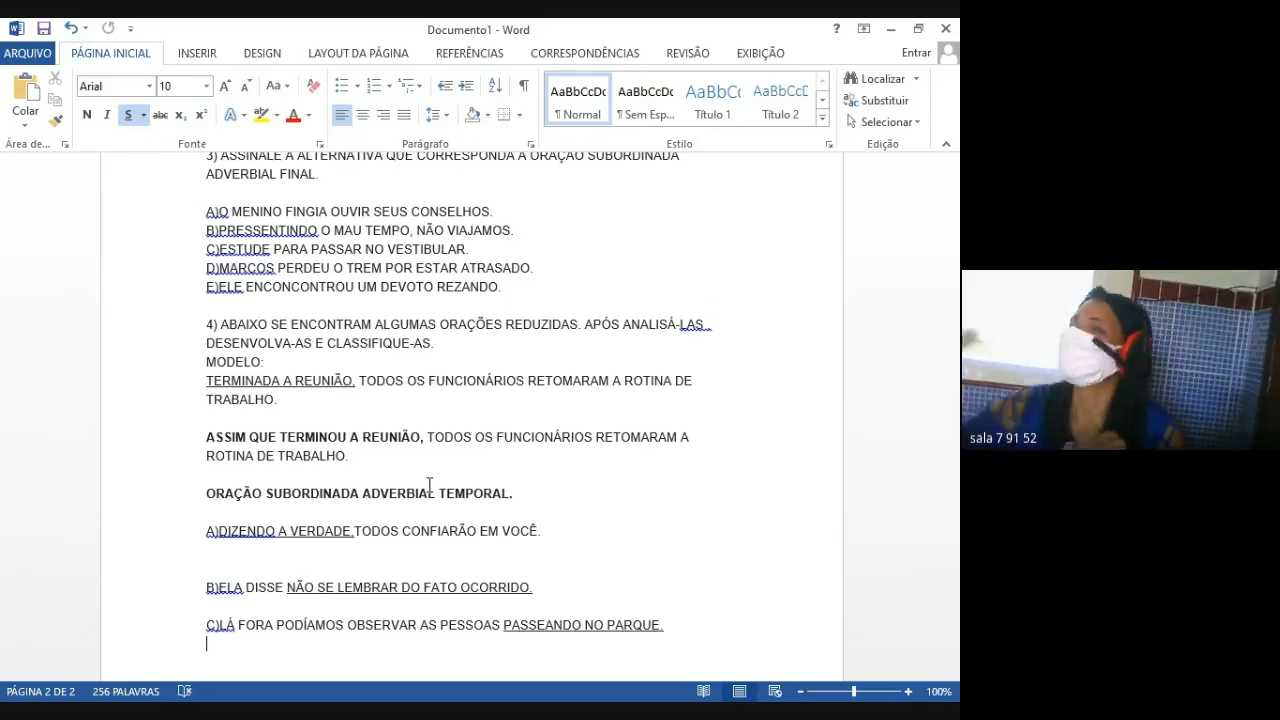 Documento1 - Word
ARQUIVO PÁGINA INICIAL INSERIR DESIGN LAYOUT DA PÁGINA REFERÊNCIAS CORRESPONDÊNCIAS REVISÃO EXIBIÇÃO Entrar
Colar
Arial 10
N I S abc x₂ x² A A
Aa
AaBbCcDc AaBbCcDc AaBbCc AaBbCcD
¶ Normal ¶ Sem Esp... Título 1 Título 2
Localizar
Substituir
Selecionar
Área de... Fonte Parágrafo Estilo Edição
3) ASSINALE A ALTERNATIVA QUE CORRESPONDA A ORAÇÃO SUBORDINADA
ADVERBIAL FINAL.
A)O MENINO FINGIA OUVIR SEUS CONSELHOS.
B)PRESSENTINDO O MAU TEMPO, NÃO VIAJAMOS.
C)ESTUDE PARA PASSAR NO VESTIBULAR.
D)MARCOS PERDEU O TREM POR ESTAR ATRASADO.
E)ELE ENCONCONTROU UM DEVOTO REZANDO.
4) ABAIXO SE ENCONTRAM ALGUMAS ORAÇÕES REDUZIDAS. APÓS ANALISÁ-LAS ,
DESENVOLVA-AS E CLASSIFIQUE-AS.
MODELO:
TERMINADA A REUNIÃO, TODOS OS FUNCIONÁRIOS RETOMARAM A ROTINA DE
TRABALHO.
ASSIM QUE TERMINOU A REUNIÃO, TODOS OS FUNCIONÁRIOS RETOMARAM A
ROTINA DE TRABALHO.
ORAÇÃO SUBORDINADA ADVERBIAL TEMPORAL.
A)DIZENDO A VERDADE,TODOS CONFIARÃO EM VOCÊ.
B)ELA DISSE NÃO SE LEMBRAR DO FATO OCORRIDO.
C)LÁ FORA PODÍAMOS OBSERVAR AS PESSOAS PASSEANDO NO PARQUE.
PÁGINA 2 DE 2 256 PALAVRAS 100%
sala 7 91 52